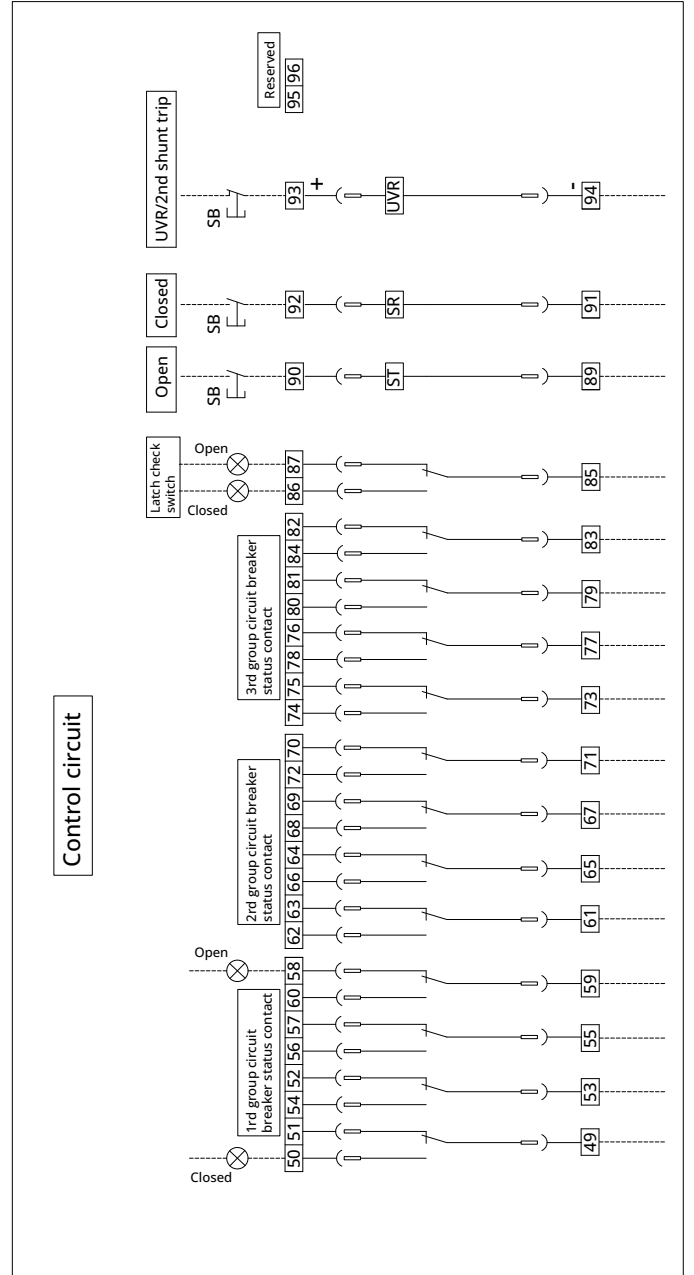 Control circuit
Closed
1rd group circuit
breaker status contact
Open
2rd group circuit breaker
status contact
3rd group circuit breaker
status contact
Latch check
switch
Closed
Open
Open
SB
Closed
SB
UVR/2nd shunt trip
SB
Reserved
50 51 54 52 56 57 60 58
62 63 66 64 68 69 72 70
74 75 78 76 80 81 84 82
86 87
90
92
93
95 96
+
ST
SR
UVR
-
49
53
55
59
61
65
67
71
73
77
79
83
85
89
91
94